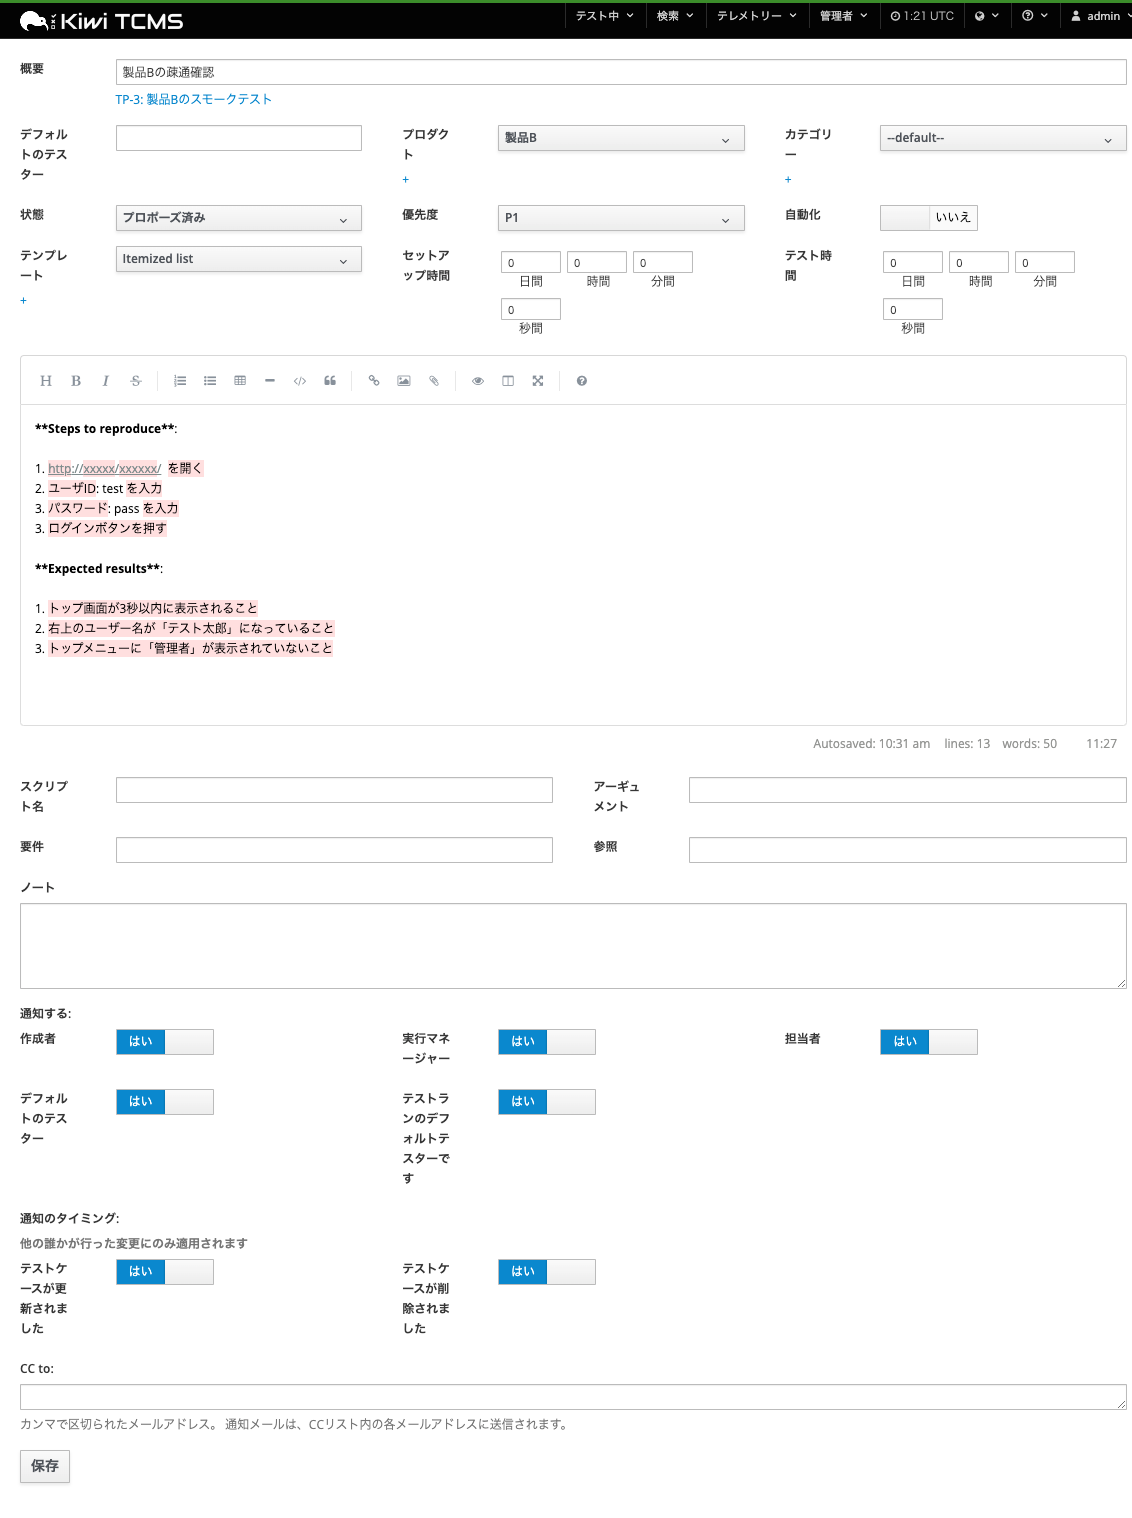 Kiwi TCMS
テスト中
検索
テレメトリー
管理者
1:21 UTC
admin
概要
製品Bの疎通確認
TP-3: 製品Bのスモークテスト
デフォル
トのテス
ター
プロダク
ト
+
製品B
カテゴリ
ー
+
--default--
状態
プロポーズ済み
優先度
P1
自動化
いいえ
テンプレ
ート
+
Itemized list
セットア
ップ時間
0
日間
0
時間
0
分間
0
秒間
テスト時
間
0
日間
0
時間
0
分間
0
秒間
H B I S
**Steps to reproduce**:
1. http://xxxxx/xxxxxx/ を開く
2. ユーザID: test を入力
3. パスワード: pass を入力
3. ログインボタンを押す
**Expected results**:
1. トップ画面が3秒以内に表示されること
2. 右上のユーザー名が「テスト太郎」になっていること
3. トップメニューに「管理者」が表示されていないこと
Autosaved: 10:31 am lines: 13 words: 50 11:27
スクリプ
ト名
アーギュ
メント
要件
参照
ノート
通知する:
作成者
はい
実行マネ
ージャー
はい
担当者
はい
デフォル
トのテス
ター
はい
テストラ
ンのデフ
ォルトテ
スターで
す
はい
通知のタイミング:
他の誰かが行った変更にのみ適用されます
テストケ
ースが更
新されま
した
はい
テストケ
ースが削
除されま
した
はい
CC to:
カンマで区切られたメールアドレス。 通知メールは、CCリスト内の各メールアドレスに送信されます。
保存